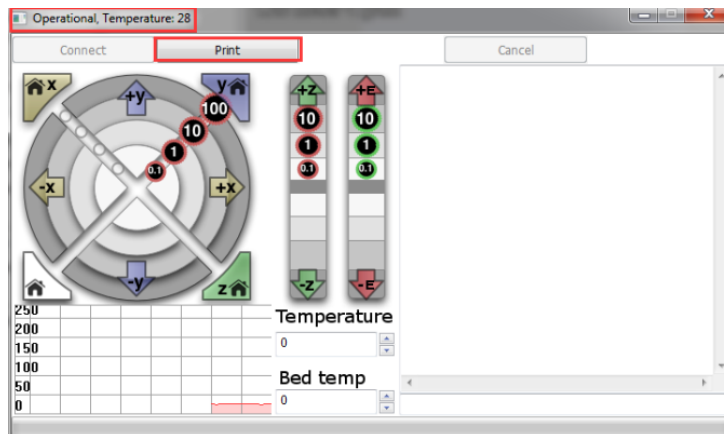 Operational, Temperature: 28
Connect
Print
Cancel
x
+y
y
100
10
1
0.1
-x
+x
-y
z
+Z
10
1
0.1
-Z
+E
10
1
0.1
-E
250
200
150
100
50
0
Temperature
0
Bed temp
0